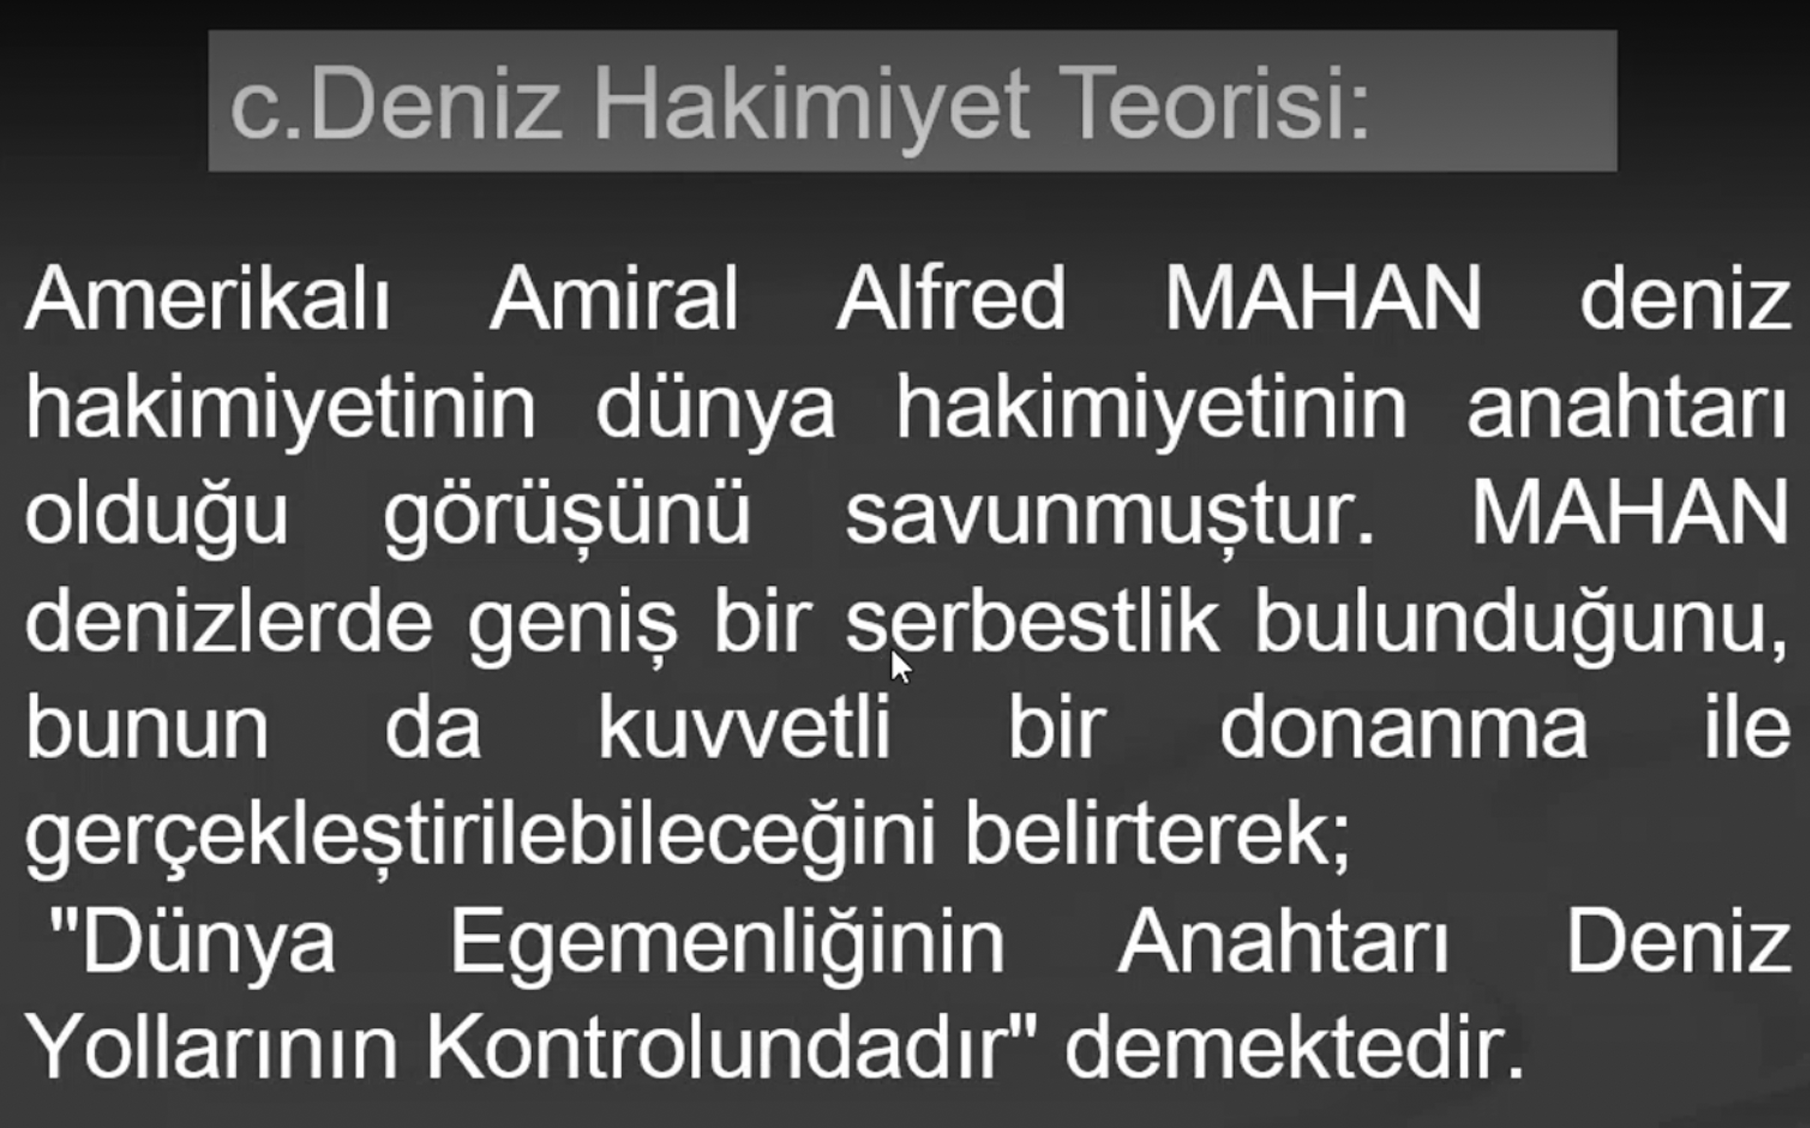 c.Deniz Hakimiyet Teorisi:
Amerikalı Amiral Alfred MAHAN deniz
hakimiyetinin dünya hakimiyetinin anahtarı
olduğu görüşünü savunmuştur. MAHAN
denizlerde geniş bir serbestlik bulunduğunu,
bunun da kuvvetli bir donanma ile
gerçekleştirilebileceğini belirterek;
"Dünya Egemenliğinin Anahtarı Deniz
Yollarının Kontrolundadır" demektedir.